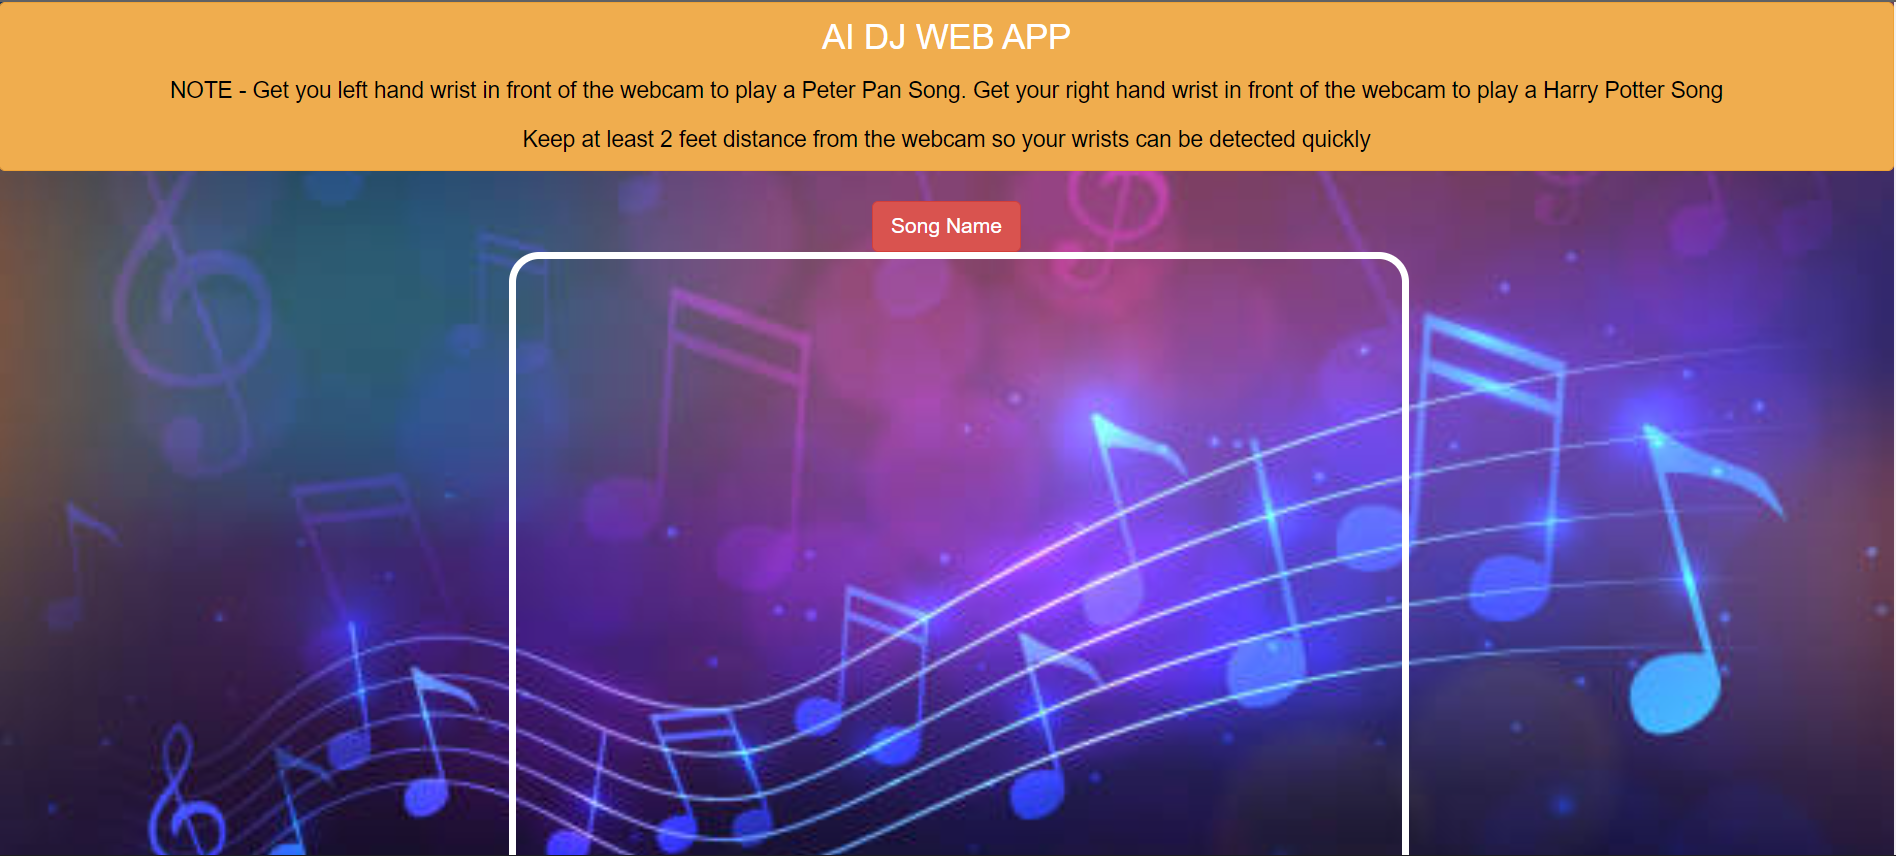 AI DJ WEB APP
NOTE - Get you left hand wrist in front of the webcam to play a Peter Pan Song. Get your right hand wrist in front of the webcam to play a Harry Potter Song
Keep at least 2 feet distance from the webcam so your wrists can be detected quickly
Song Name